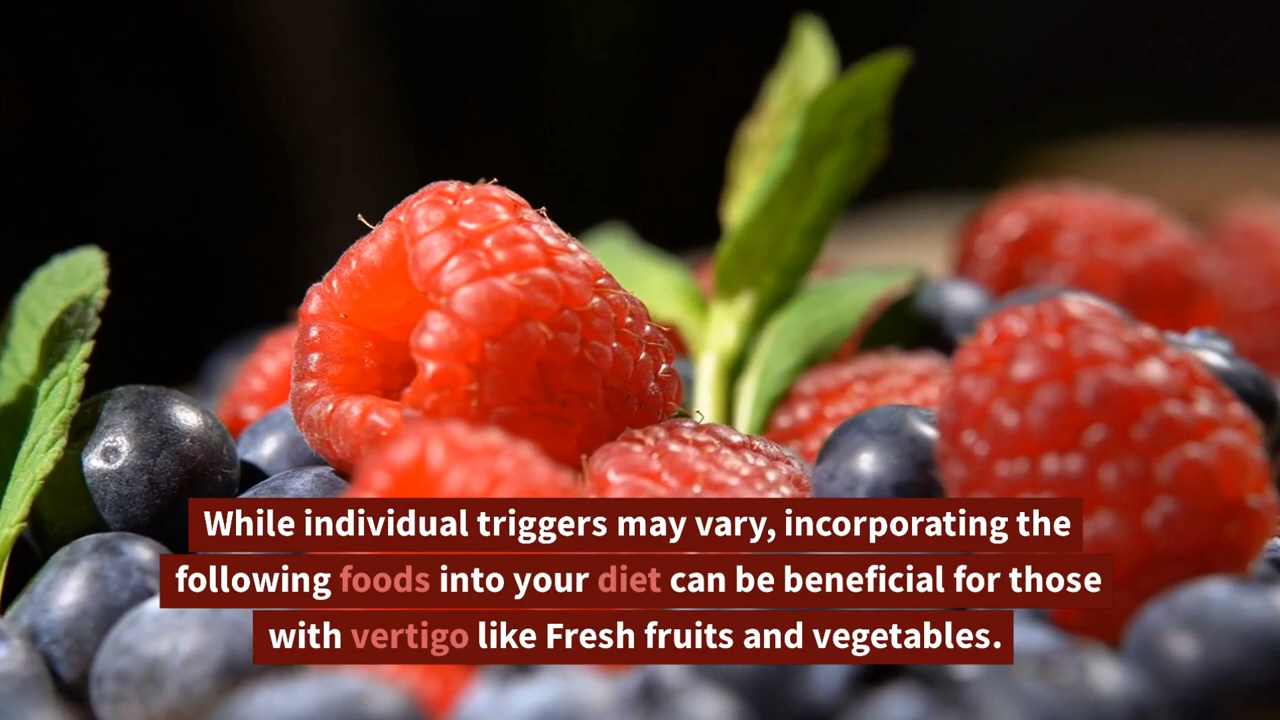 While individual triggers may vary, incorporating the
following foods into your diet can be beneficial for those
with vertigo like Fresh fruits and vegetables.